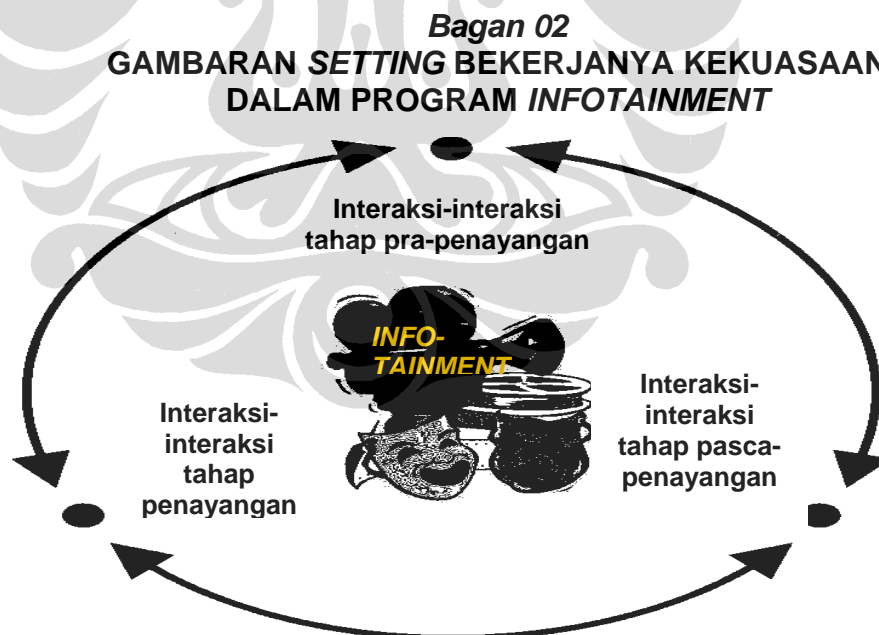 Bagan 02
GAMBARAN SETTING BEKERJANYA KEKUASAAN
DALAM PROGRAM INFOTAINMENT
Interaksi-interaksi
tahap pra-penayangan
INFO-
TAINMENT
Interaksi-
interaksi
tahap
penayangan
Interaksi-
interaksi
tahap pasca-
penayangan